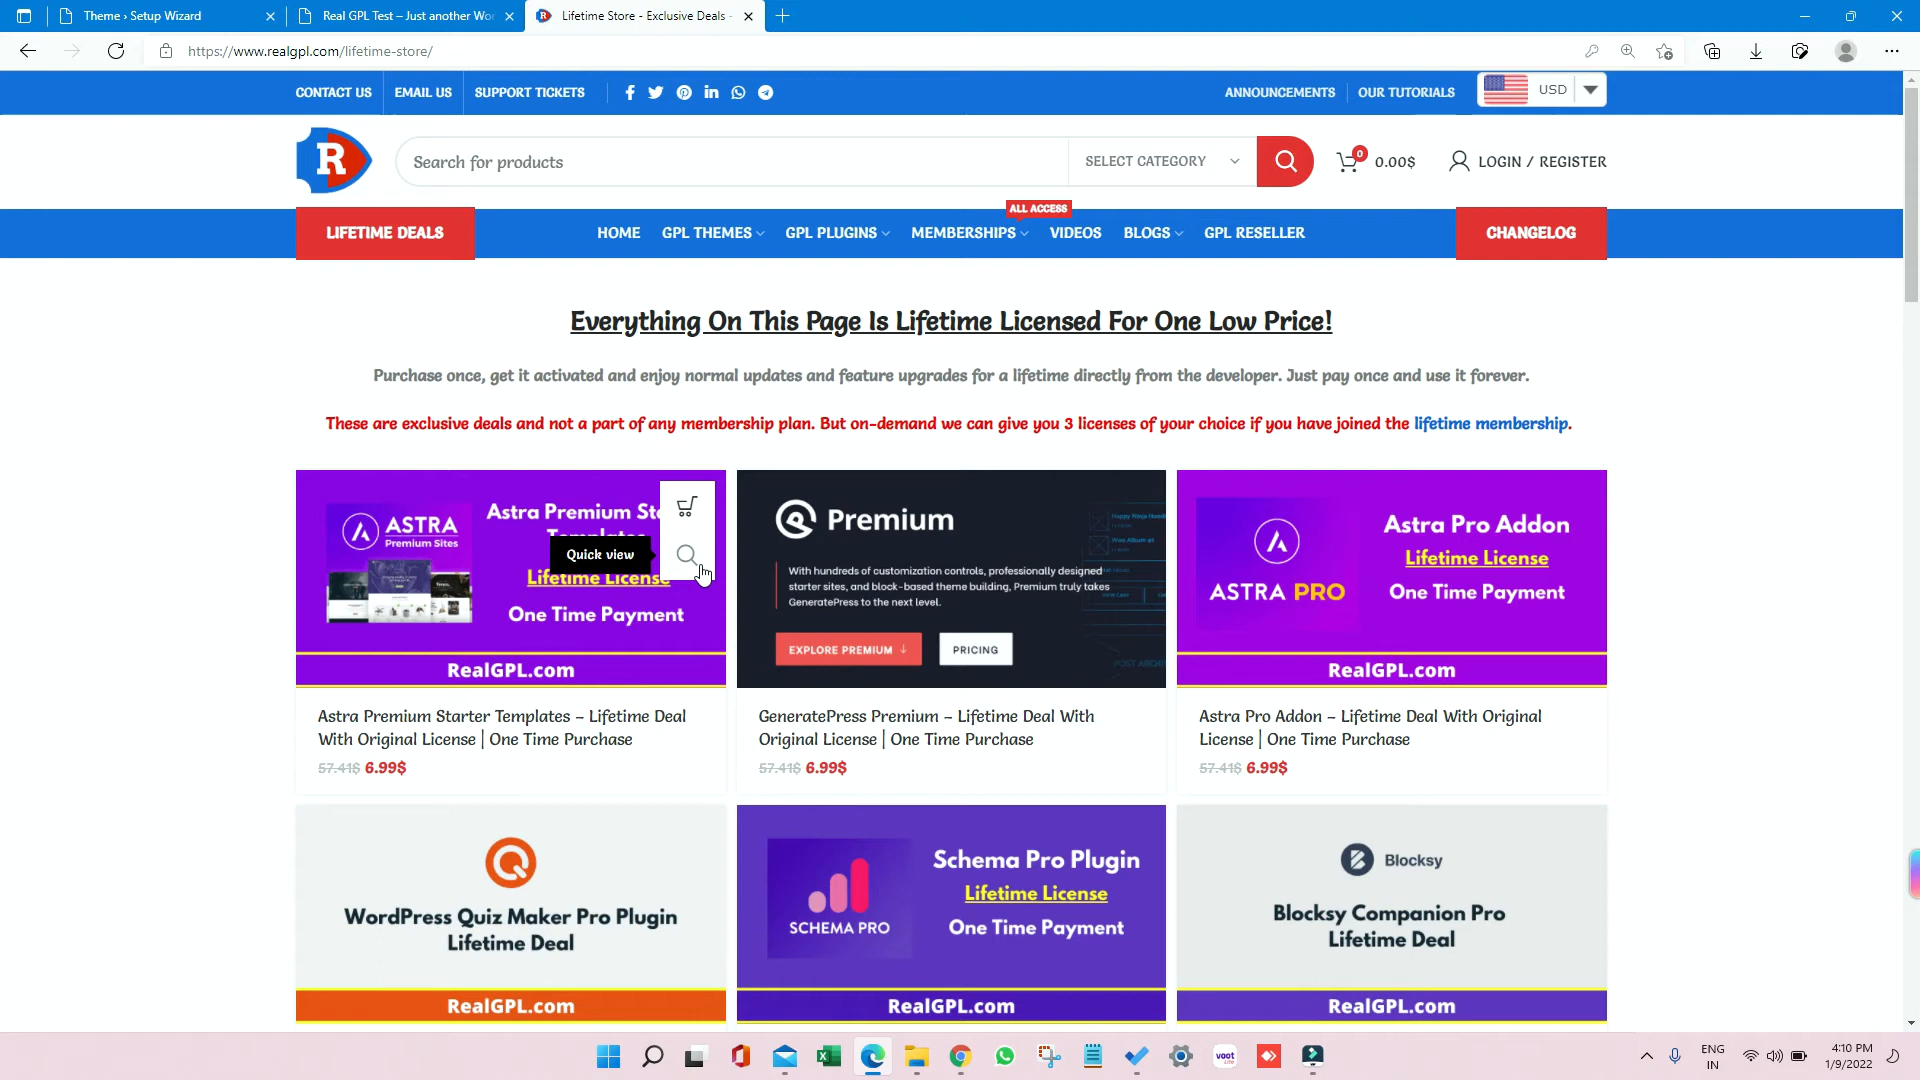 Theme › Setup Wizard
Real GPL Test – Just another Wo
Lifetime Store - Exclusive Deals -
https://www.realgpl.com/lifetime-store/
CONTACT US
EMAIL US
SUPPORT TICKETS
ANNOUNCEMENTS
OUR TUTORIALS
USD
R
Search for products
SELECT CATEGORY
0
0.00$
LOGIN / REGISTER
ALL ACCESS
LIFETIME DEALS
HOME
GPL THEMES
GPL PLUGINS
MEMBERSHIPS
VIDEOS
BLOGS
GPL RESELLER
CHANGELOG
Everything On This Page Is Lifetime Licensed For One Low Price!
Purchase once, get it activated and enjoy normal updates and feature upgrades for a lifetime directly from the developer. Just pay once and use it forever.
These are exclusive deals and not a part of any membership plan. But on-demand we can give you 3 licenses of your choice if you have joined the lifetime membership.
ASTRA
Premium Sites
Astra Premium Sta
Templates
Quick view
Lifetime License
One Time Payment
RealGPL.com
Astra Premium Starter Templates – Lifetime Deal
With Original License | One Time Purchase
57.41$ 6.99$
Premium
With hundreds of customization controls, professionally designed
starter sites, and block-based theme building, Premium truly takes
GeneratePress to the next level.
EXPLORE PREMIUM ↓
PRICING
GeneratePress Premium – Lifetime Deal With
Original License | One Time Purchase
57.41$ 6.99$
ASTRA PRO
Astra Pro Addon
Lifetime License
One Time Payment
RealGPL.com
Astra Pro Addon – Lifetime Deal With Original
License | One Time Purchase
57.41$ 6.99$
WordPress Quiz Maker Pro Plugin
Lifetime Deal
RealGPL.com
SCHEMA PRO
Schema Pro Plugin
Lifetime License
One Time Payment
RealGPL.com
Blocksy
Blocksy Companion Pro
Lifetime Deal
RealGPL.com
voot
ENG
IN
4:10 PM
1/9/2022